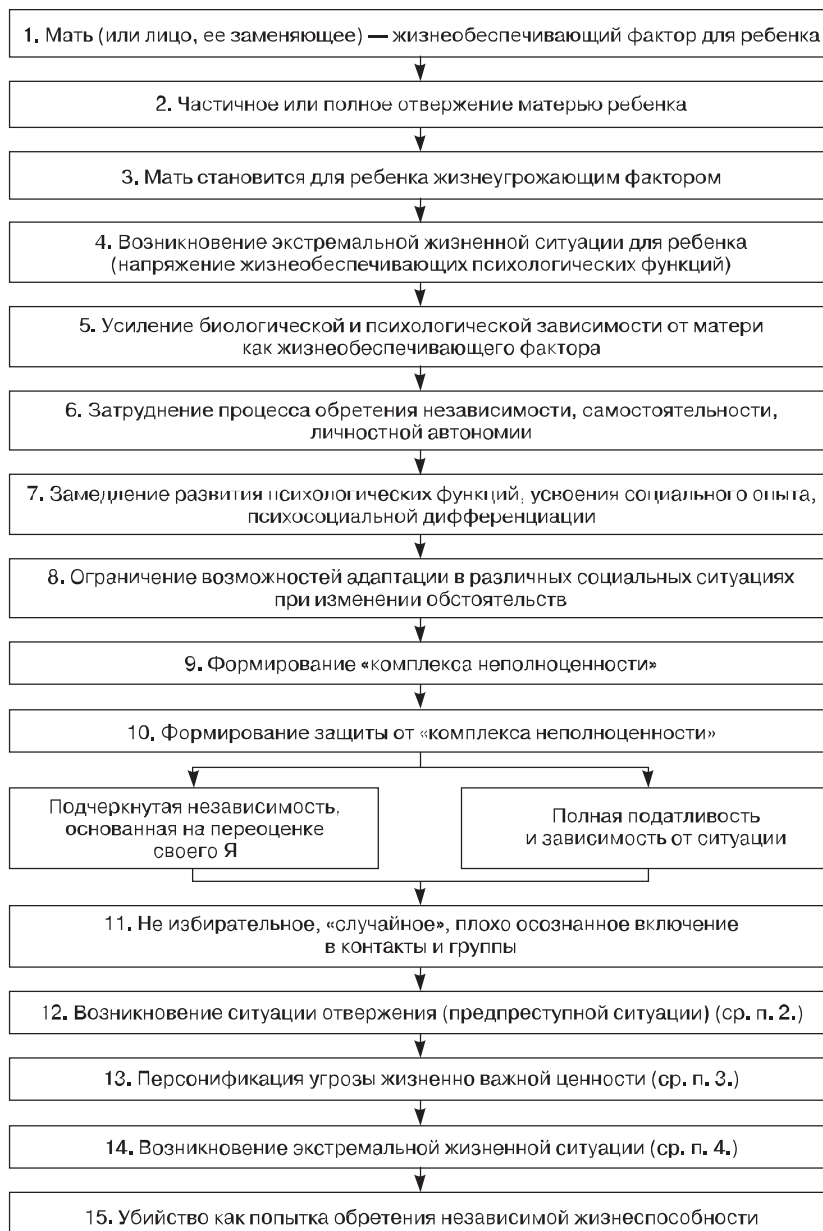 1. Мать (или лицо, ее заменяющее) — жизнеобеспечивающий фактор для ребенка
2. Частичное или полное отвержение матерью ребенка
3. Мать становится для ребенка жизнеугрожающим фактором
4. Возникновение экстремальной жизненной ситуации для ребенка
(напряжение жизнеобеспечивающих психологических функций)
5. Усиление биологической и психологической зависимости от матери
как жизнеобеспечивающего фактора
6. Затруднение процесса обретения независимости, самостоятельности,
личностной автономии
7. Замедление развития психологических функций, усвоения социального опыта,
психосоциальной дифференциации
8. Ограничение возможностей адаптации в различных социальных ситуациях
при изменении обстоятельств
9. Формирование «комплекса неполноценности»
10. Формирование защиты от «комплекса неполноценности»
Подчеркнутая независимость,
основанная на переоценке
своего Я
Полная податливость
и зависимость от ситуации
11. Не избирательное, «случайное», плохо осознанное включение
в контакты и группы
12. Возникновение ситуации отвержения (предпреступной ситуации) (ср. п. 2.)
13. Персонификация угрозы жизненно важной ценности (ср. п. 3.)
14. Возникновение экстремальной жизненной ситуации (ср. п. 4.)
15. Убийство как попытка обретения независимой жизнеспособности